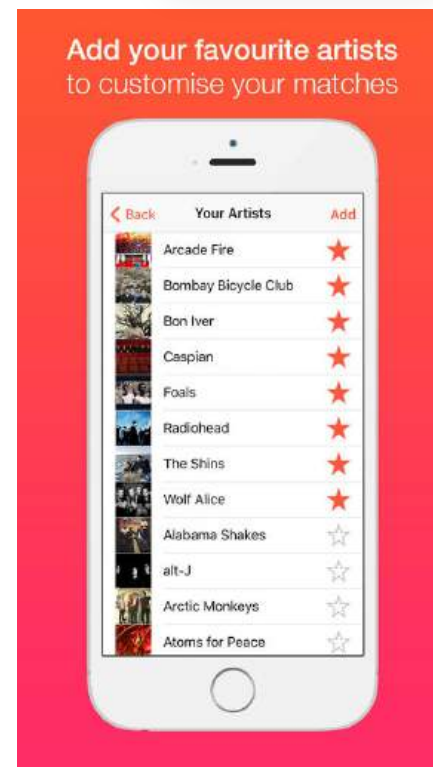 Add your favourite artists
to customise your matches
Back Your Artists Add
Arcade Fire
Bombay Bicycle Club
Bon Iver
Caspian
Foals
Radiohead
The Shins
Wolf Alice
Alabama Shakes
alt-J
Arctic Monkeys
Atoms for Peace